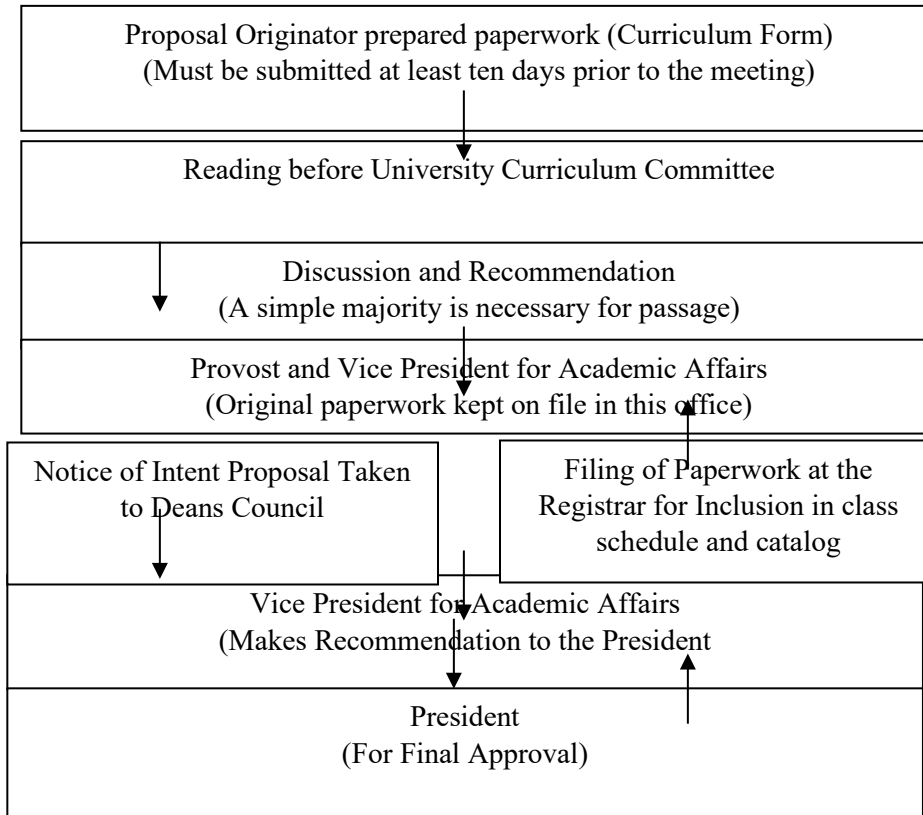 Proposal Originator prepared paperwork (Curriculum Form)
(Must be submitted at least ten days prior to the meeting)
Reading before University Curriculum Committee
Discussion and Recommendation
(A simple majority is necessary for passage)
Provost and Vice President for Academic Affairs
(Original paperwork kept on file in this office)
Notice of Intent Proposal Taken
to Deans Council
Filing of Paperwork at the
Registrar for Inclusion in class
schedule and catalog
Vice President for Academic Affairs
(Makes Recommendation to the President
President
(For Final Approval)